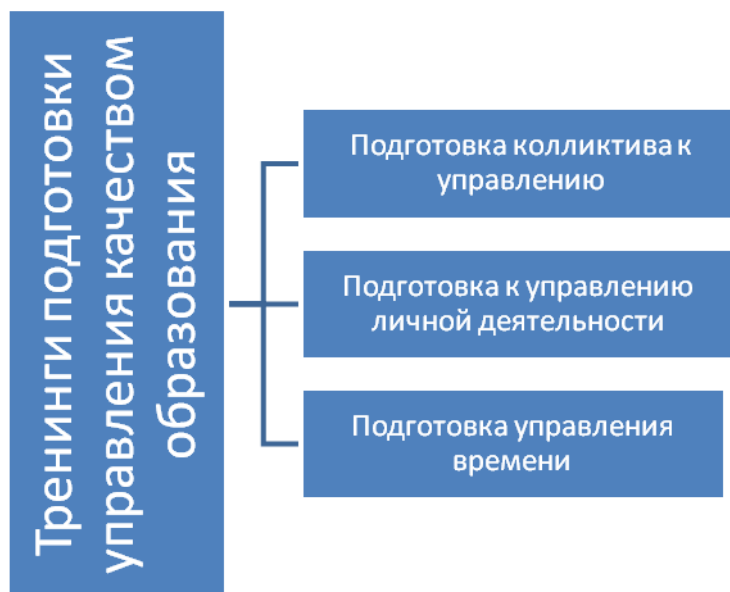 Тренинги подготовки
управления качеством
образования
Подготовка колликтива к
управлению
Подготовка к управлению
личной деятельности
Подготовка управления
времени